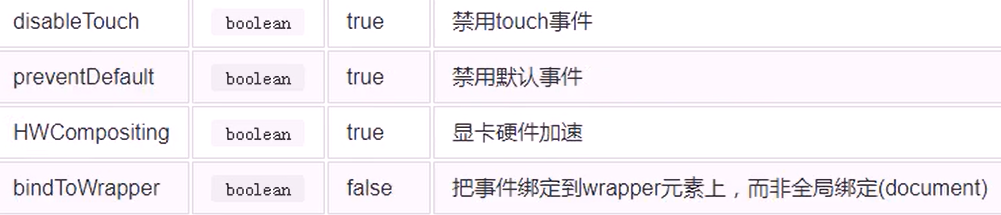 disableTouch boolean true 禁用touch事件
preventDefault boolean true 禁用默认事件
HWCompositing boolean true 显卡硬件加速
bindToWrapper boolean false 把事件绑定到wrapper元素上，而非全局绑定(document)